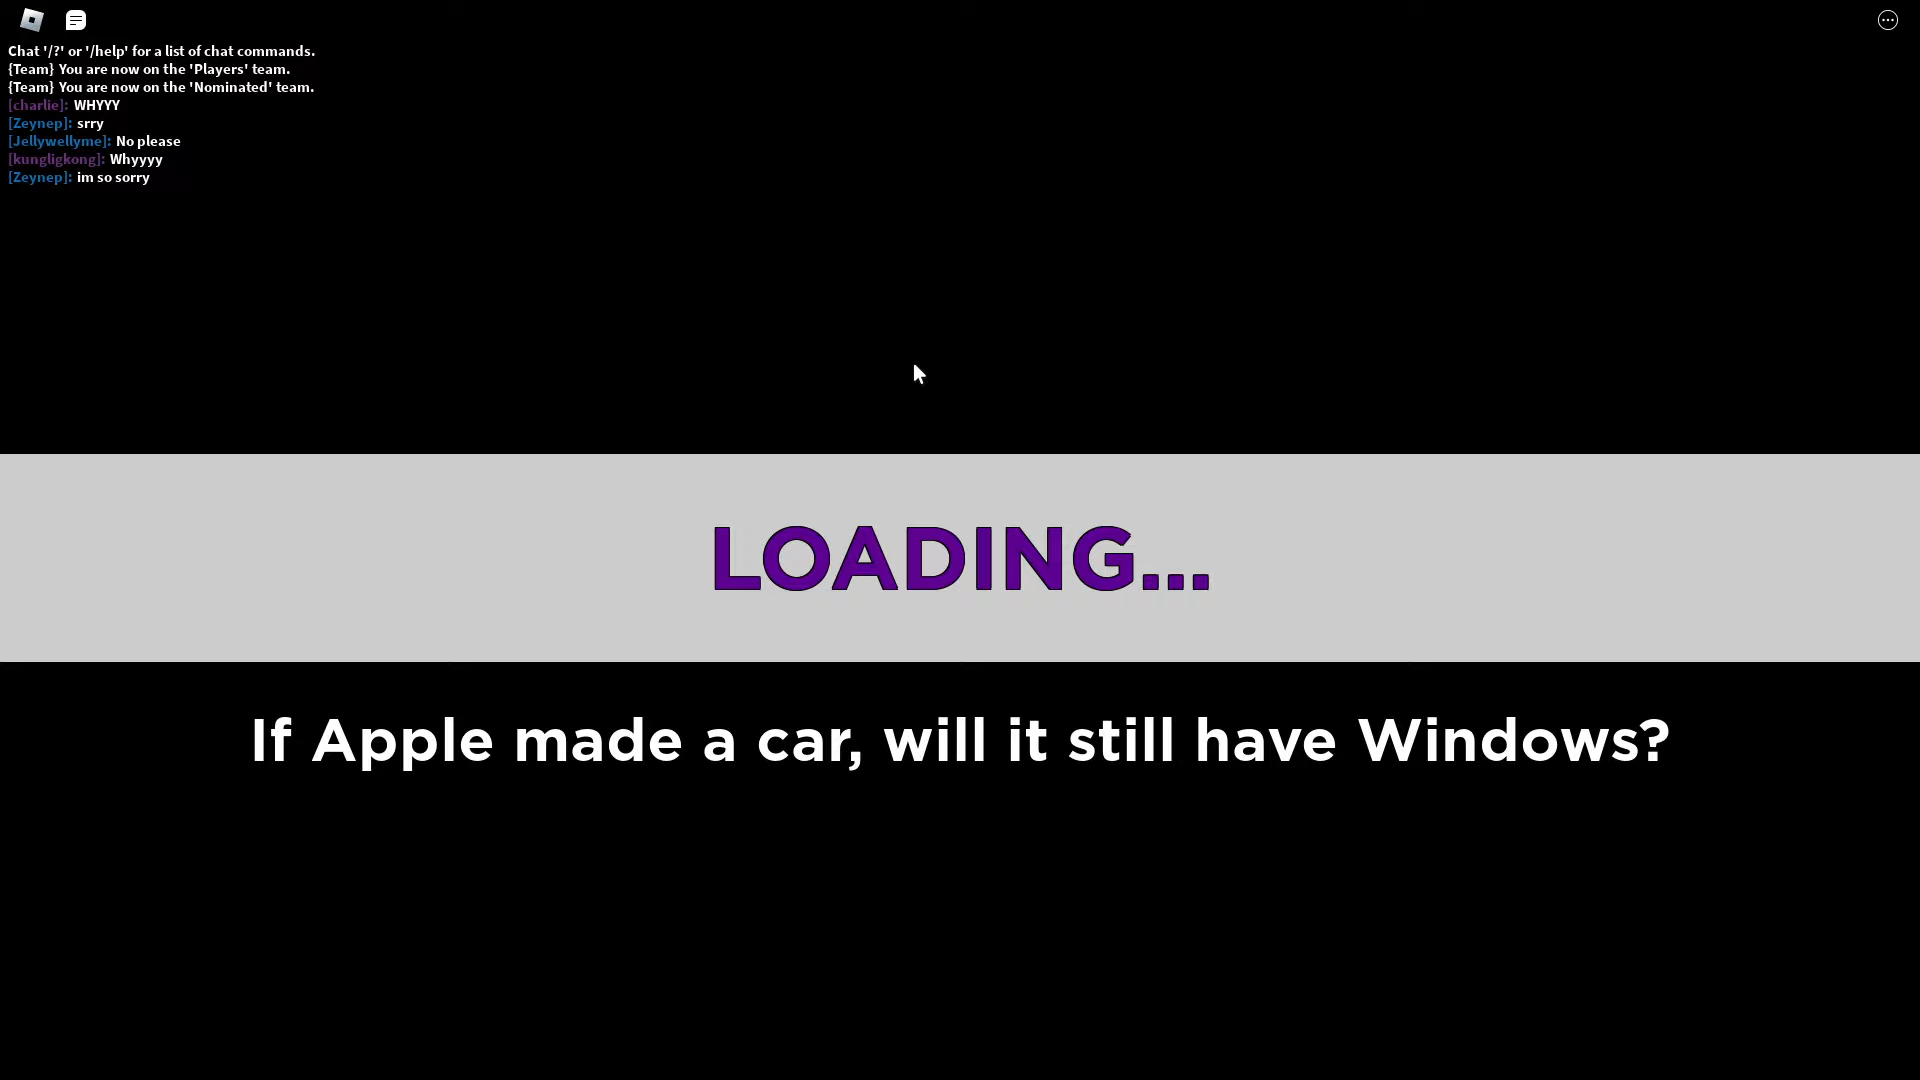 Chat '/?' or '/help' for a list of chat commands.
{Team} You are now on the 'Players' team.
{Team} You are now on the 'Nominated' team.
[charlie]: WHYYY
[Zeynep]: srry
[Jellywellyme]: No please
[kungligkong]: Whyyyy
[Zeynep]: im so sorry
LOADING...
If Apple made a car, will it still have Windows?